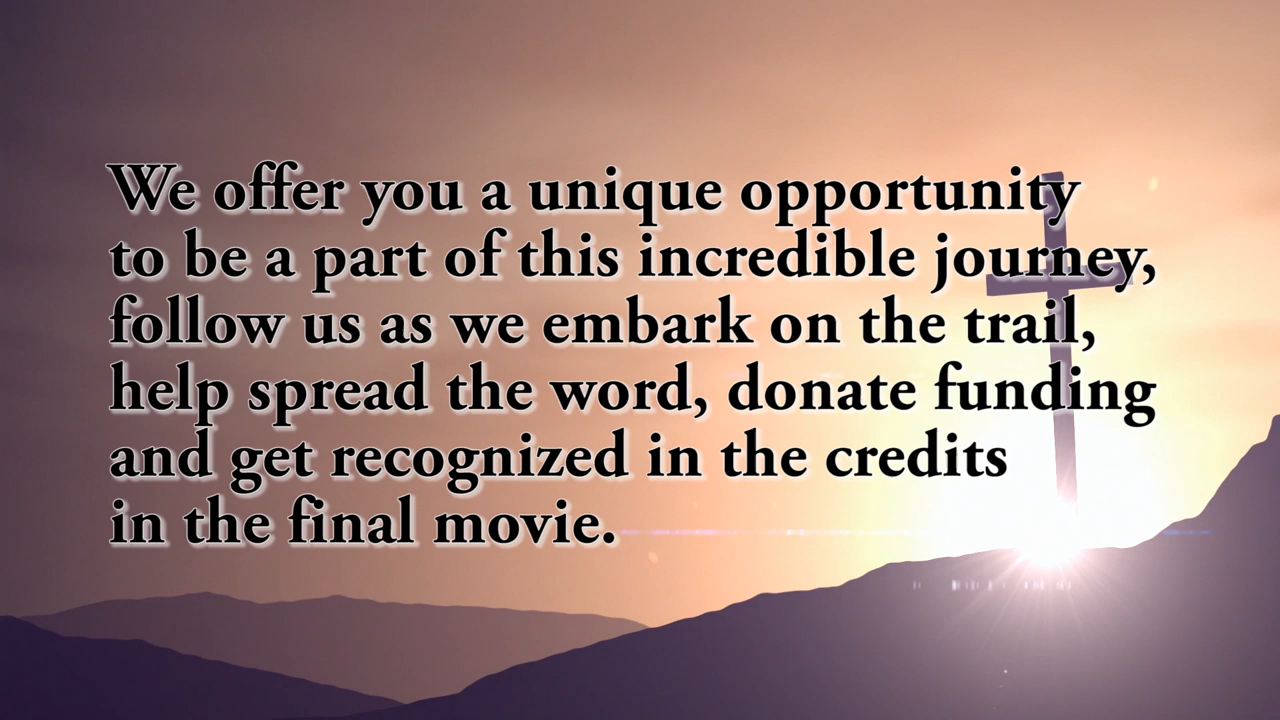 We offer you a unique opportunity
to be a part of this incredible journey,
follow us as we embark on the trail,
help spread the word, donate funding
and get recognized in the credits
in the final movie.